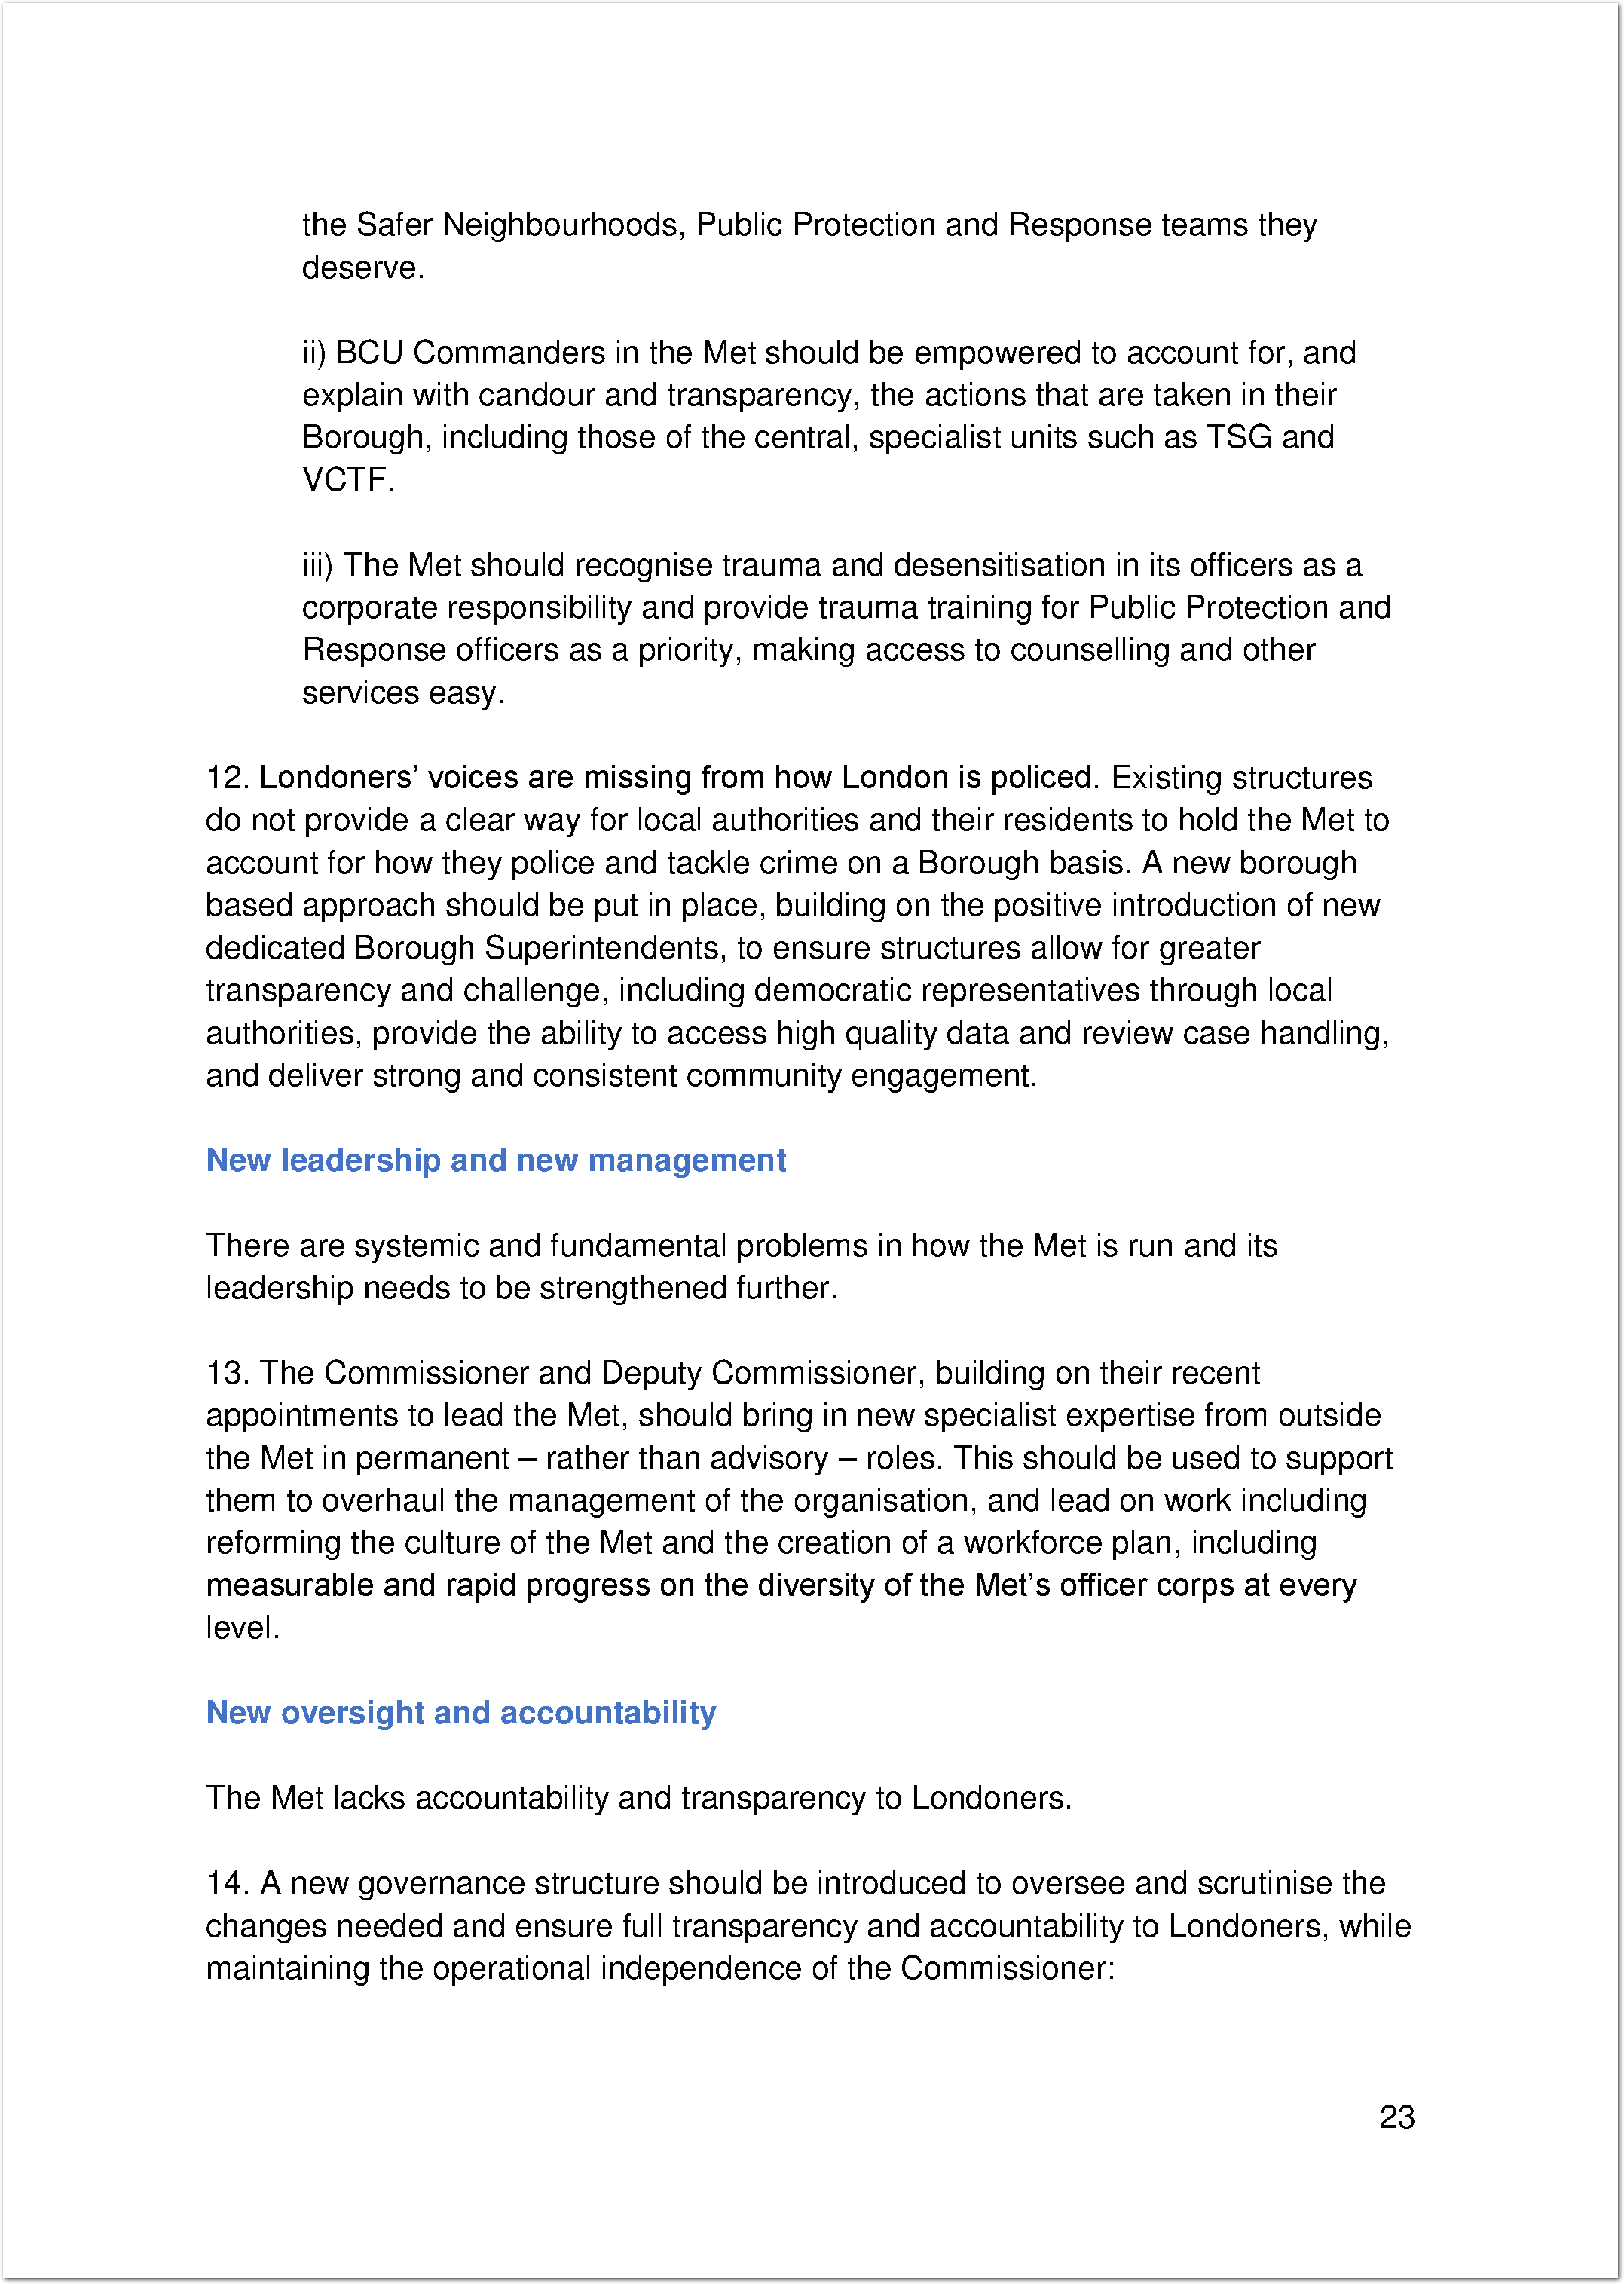 the Safer Neighbourhoods, Public Protection and Response teams they
deserve.
ii) BCU Commanders in the Met should be empowered to account for, and
explain with candour and transparency, the actions that are taken in their
Borough, including those of the central, specialist units such as TSG and
VCTF.
iii) The Met should recognise trauma and desensitisation in its officers as a
corporate responsibility and provide trauma training for Public Protection and
Response officers as a priority, making access to counselling and other
services easy.
12. Londoners’ voices are missing from how London is policed. Existing structures
do not provide a clear way for local authorities and their residents to hold the Met to
account for how they police and tackle crime on a Borough basis. A new borough
based approach should be put in place, building on the positive introduction of new
dedicated Borough Superintendents, to ensure structures allow for greater
transparency and challenge, including democratic representatives through local
authorities, provide the ability to access high quality data and review case handling,
and deliver strong and consistent community engagement.
New leadership and new management
There are systemic and fundamental problems in how the Met is run and its
leadership needs to be strengthened further.
13. The Commissioner and Deputy Commissioner, building on their recent
appointments to lead the Met, should bring in new specialist expertise from outside
the Met in permanent – rather than advisory – roles. This should be used to support
them to overhaul the management of the organisation, and lead on work including
reforming the culture of the Met and the creation of a workforce plan, including
measurable and rapid progress on the diversity of the Met’s officer corps at every
level.
New oversight and accountability
The Met lacks accountability and transparency to Londoners.
14. A new governance structure should be introduced to oversee and scrutinise the
changes needed and ensure full transparency and accountability to Londoners, while
maintaining the operational independence of the Commissioner:
23